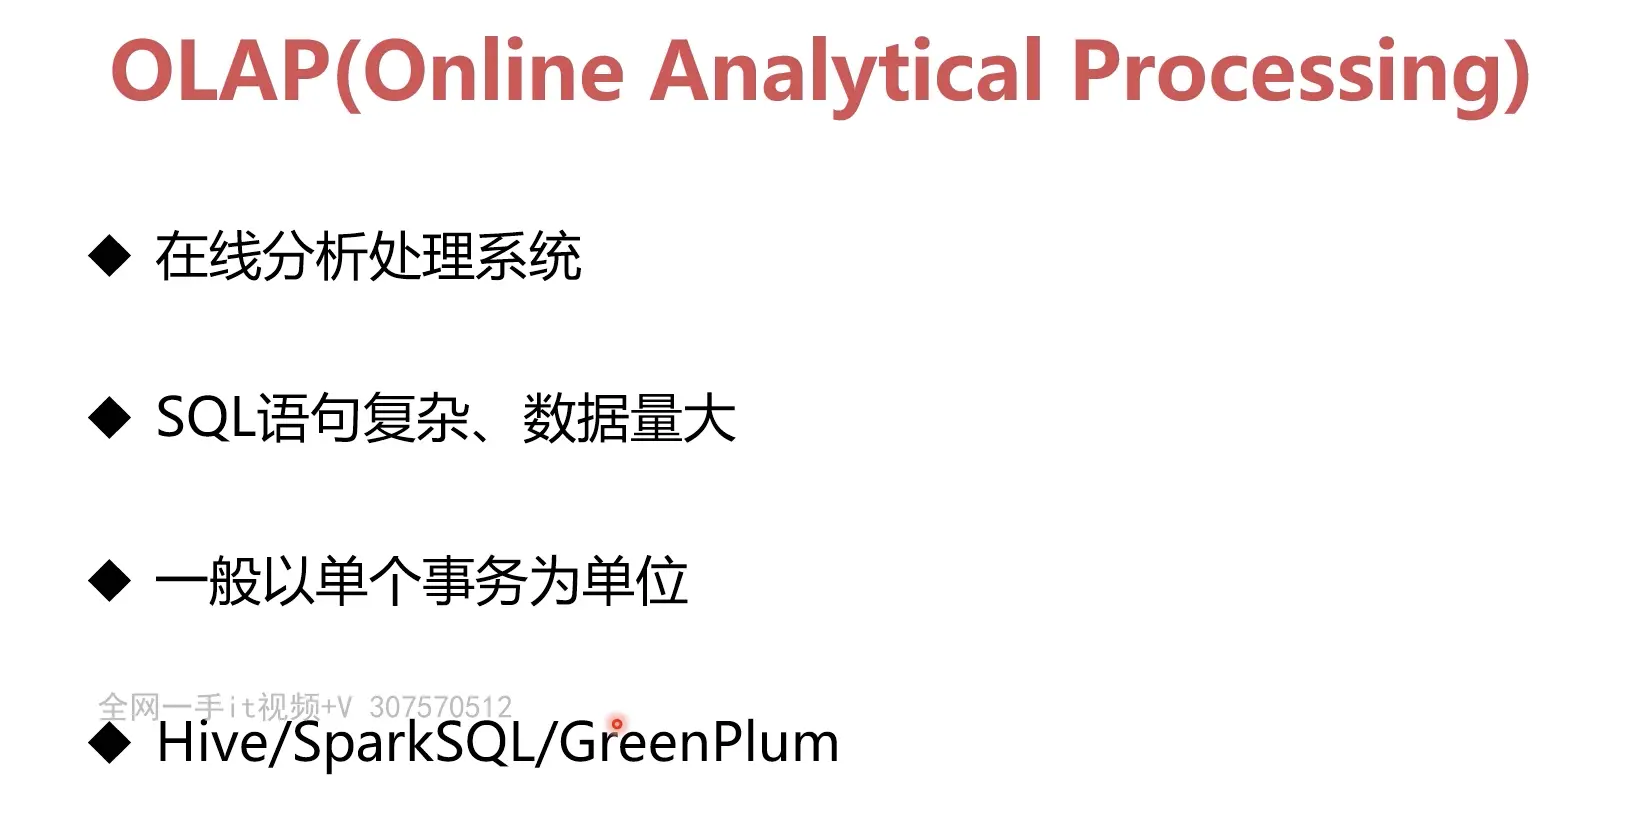 OLAP(Online Analytical Processing)
在线分析处理系统
SQL语句复杂、数据量大
一般以单个事务为单位
全网一手it视频+V 307570512
Hive/SparkSQL/GreenPlum